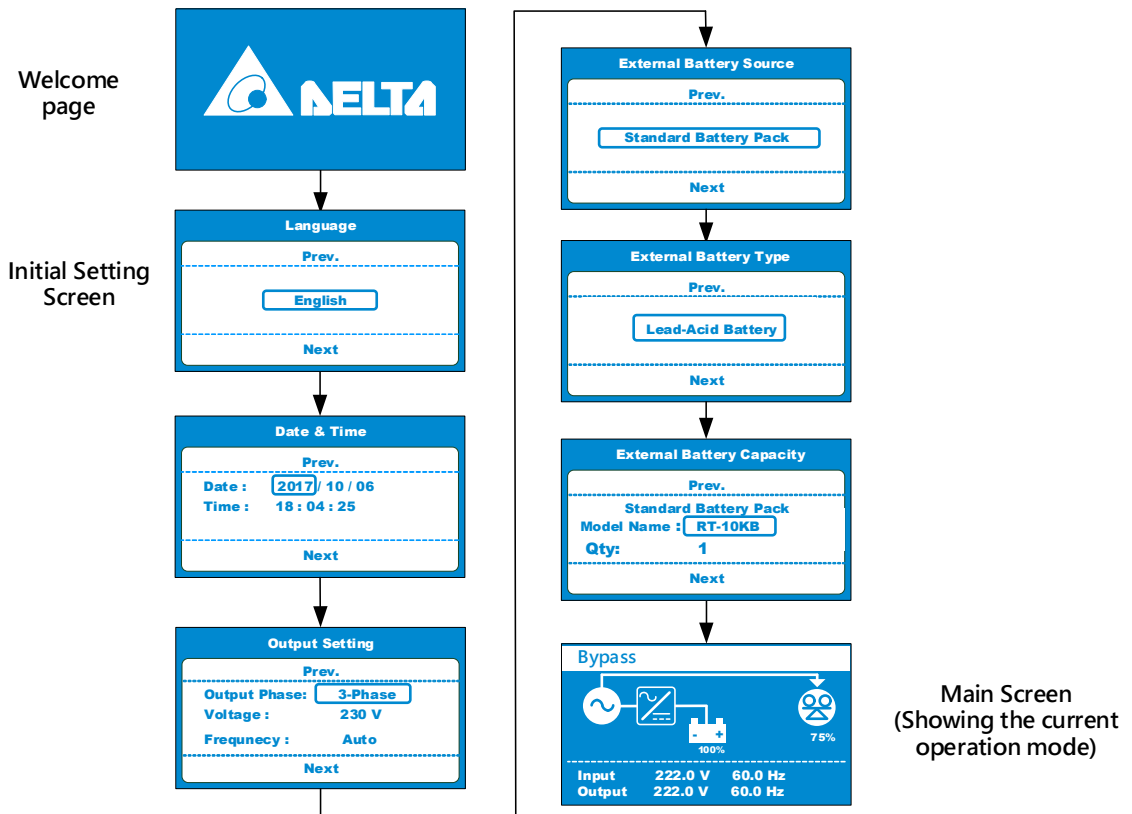 Welcome
page
DELTA
Initial Setting
Screen
Language
Prev.
English
Next
Date & Time
Prev.
Date : 2017 / 10 / 06
Time : 18 : 04 : 25
Next
Output Setting
Prev.
Output Phase: 3-Phase
Voltage : 230 V
Frequnecy : Auto
Next
External Battery Source
Prev.
Standard Battery Pack
Next
External Battery Type
Prev.
Lead-Acid Battery
Next
External Battery Capacity
Prev.
Standard Battery Pack
Model Name : RT-10KB
Qty: 1
Next
Bypass
- +
100%
75%
Input 222.0 V 60.0 Hz
Output 222.0 V 60.0 Hz
Main Screen
(Showing the current
operation mode)